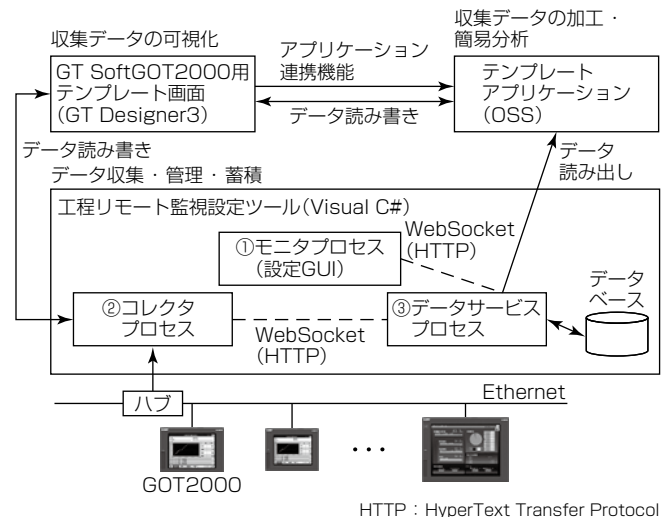 収集データの可視化
GT SoftGOT2000用
テンプレート画面
(GT Designer3)
アプリケーション
連携機能
データ読み書き
収集データの加工・
簡易分析
テンプレート
アプリケーション
(OSS)
データ読み書き
データ
読み出し
データ収集・管理・蓄積
工程リモート監視設定ツール(Visual C#)
①モニタプロセス
(設定GUI)
WebSocket
(HTTP)
②コレクタ
プロセス
WebSocket
(HTTP)
③データサービス
プロセス
データ
ベース
ハブ
Ethernet
GOT2000
・・・
HTTP:HyperText Transfer Protocol